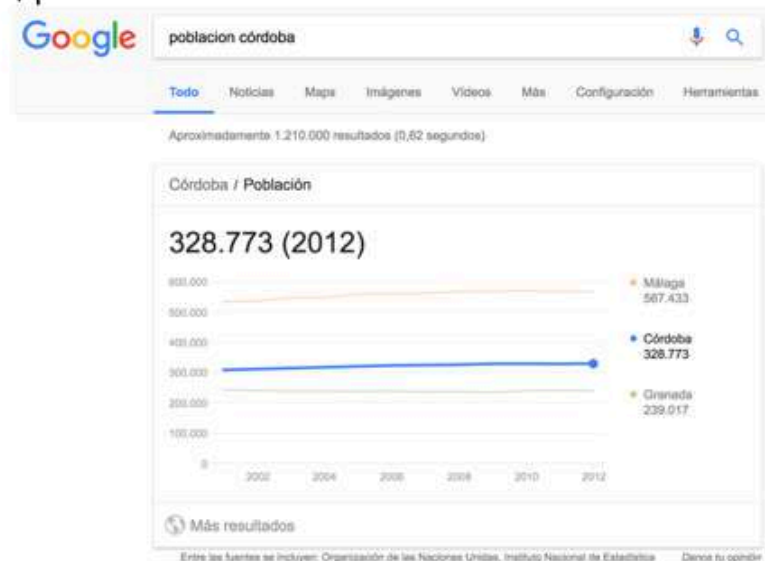 Google
poblacion córdoba
Todo Noticias Maps Imágenes Vídeos Más Configuración Herramientas
Aproximadamente 1.210.000 resultados (0,62 segundos)
Córdoba / Población
328.773 (2012)
600.000
500.000
400.000
300.000
200.000
100.000
0
2002 2004 2006 2008 2010 2012
Málaga
567.433
Córdoba
328.773
Granada
239.017
Más resultados
Entre las fuentes se incluyen: Organización de las Naciones Unidas, Instituto Nacional de Estadística Danos tu opinión